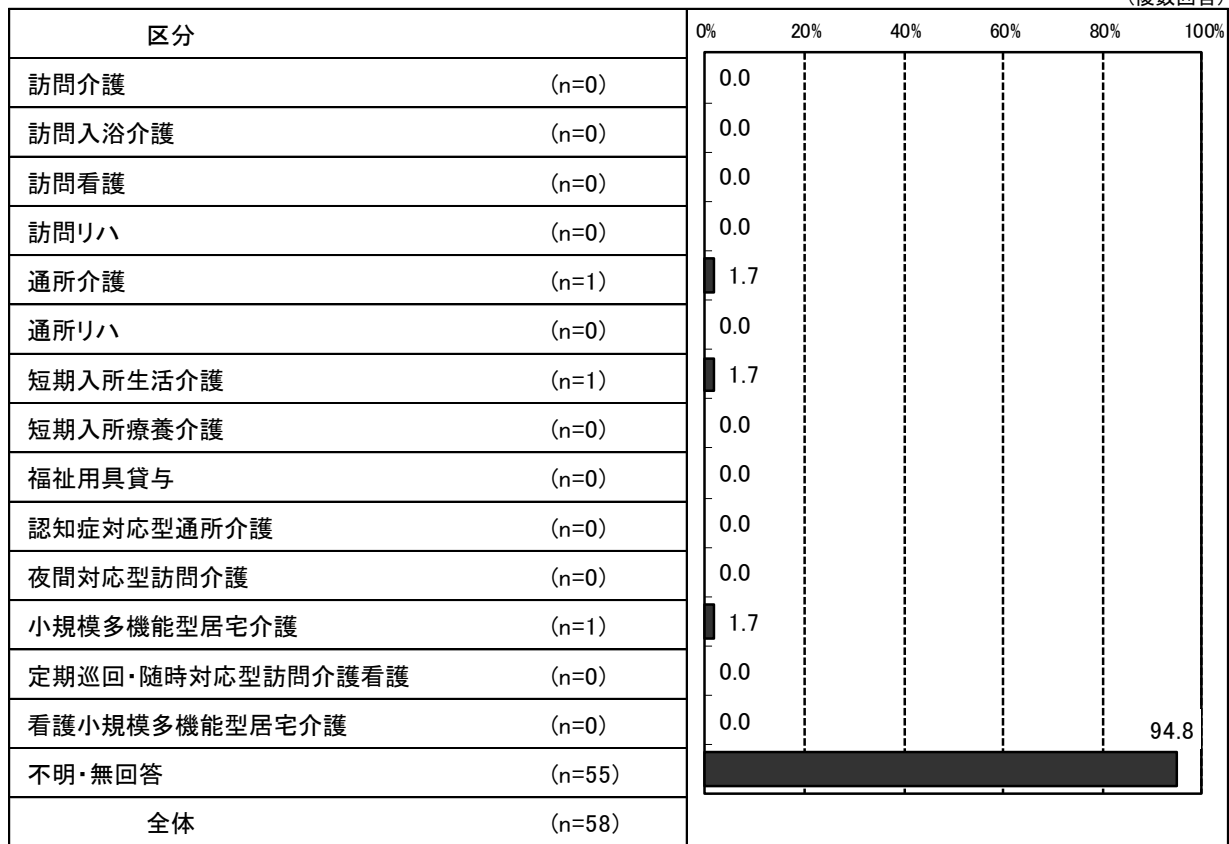 (複数回答)
区分 0% 20% 40% 60% 80% 100%
訪問介護 (n=0) 0.0
訪問入浴介護 (n=0) 0.0
訪問看護 (n=0) 0.0
訪問リハ (n=0) 0.0
通所介護 (n=1) 1.7
通所リハ (n=0) 0.0
短期入所生活介護 (n=1) 1.7
短期入所療養介護 (n=0) 0.0
福祉用具貸与 (n=0) 0.0
認知症対応型通所介護 (n=0) 0.0
夜間対応型訪問介護 (n=0) 0.0
小規模多機能型居宅介護 (n=1) 1.7
定期巡回・随時対応型訪問介護看護 (n=0) 0.0
看護小規模多機能型居宅介護 (n=0) 0.0
不明・無回答 (n=55) 94.8
全体 (n=58)